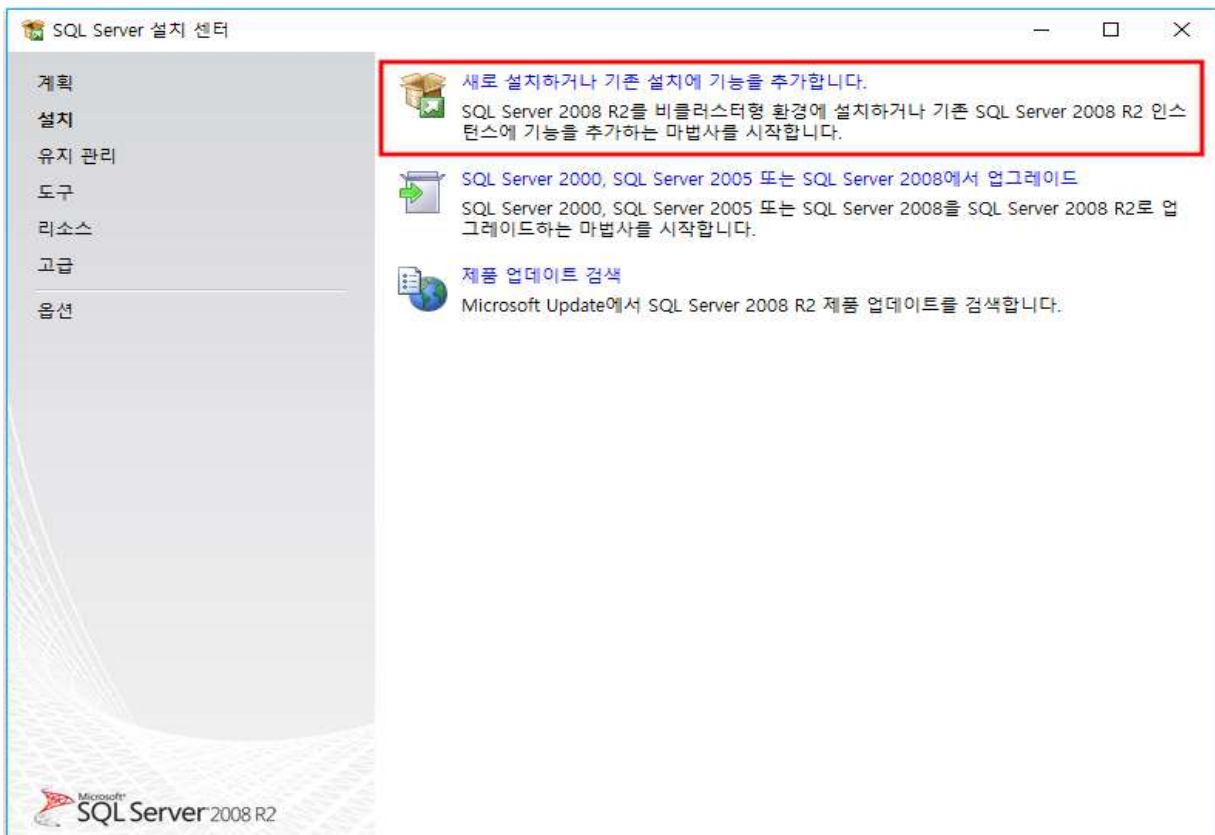 SQL Server 설치 센터
계획
설치
유지 관리
도구
리소스
고급
옵션
새로 설치하거나 기존 설치에 기능을 추가합니다.
SQL Server 2008 R2를 비클러스터형 환경에 설치하거나 기존 SQL Server 2008 R2 인스
턴스에 기능을 추가하는 마법사를 시작합니다.
SQL Server 2000, SQL Server 2005 또는 SQL Server 2008에서 업그레이드
SQL Server 2000, SQL Server 2005 또는 SQL Server 2008을 SQL Server 2008 R2로 업
그레이드하는 마법사를 시작합니다.
제품 업데이트 검색
Microsoft Update에서 SQL Server 2008 R2 제품 업데이트를 검색합니다.
Microsoft
SQL Server 2008 R2